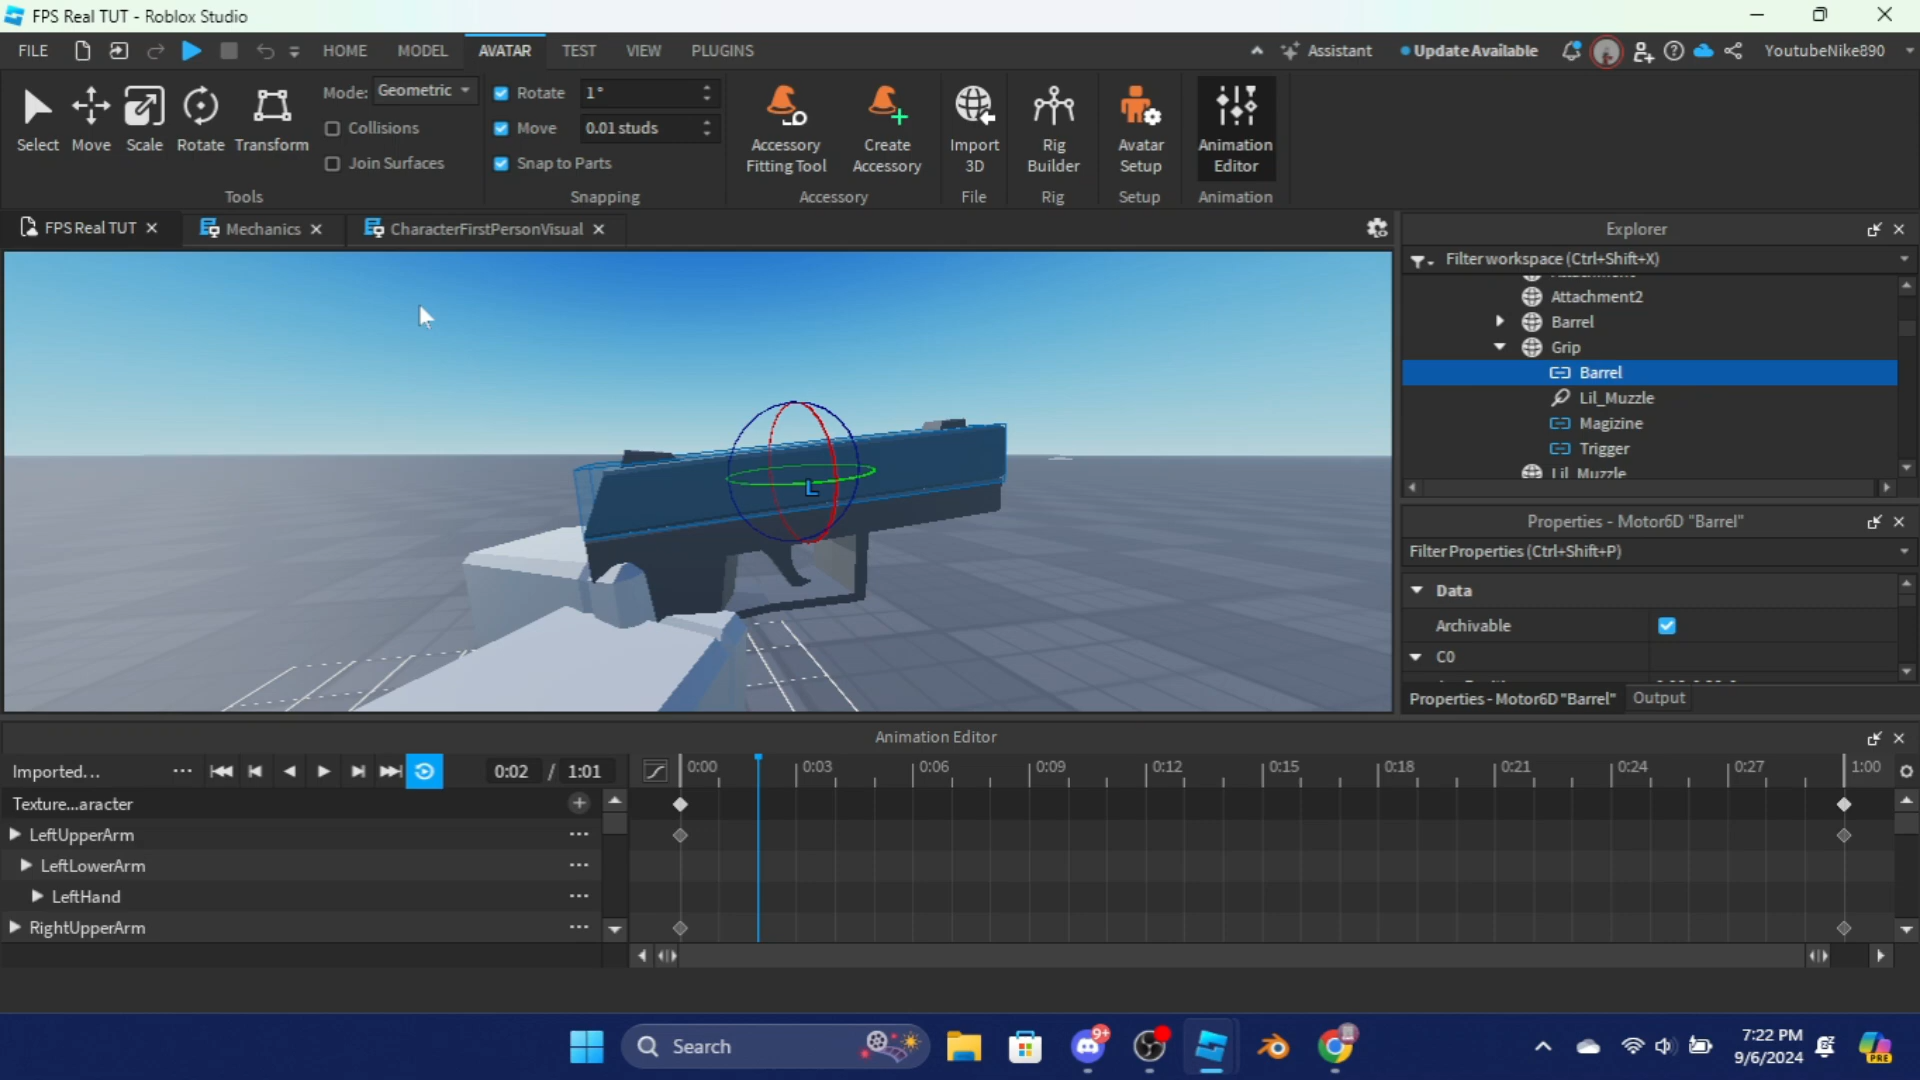 FPS Real TUT - Roblox Studio
FILE HOME MODEL AVATAR TEST VIEW PLUGINS Assistant Update Available YoutubeNike890
Select Move Scale Rotate Transform
Mode: Geometric
Collisions
Join Surfaces
Tools
Rotate 1°
Move 0.01 studs
Snap to Parts
Snapping
Accessory Fitting Tool
Create Accessory
Accessory
Import 3D
File
Rig Builder
Rig
Avatar Setup
Setup
Animation Editor
Animation
FPS Real TUT Mechanics CharacterFirstPersonVisual
L
Explorer
Filter workspace (Ctrl+Shift+X)
Attachment2
Barrel
Grip
Barrel
Lil_Muzzle
Magizine
Trigger
Lil_Muzzle
Properties - Motor6D "Barrel"
Filter Properties (Ctrl+Shift+P)
Data
Archivable
C0
Properties - Motor6D "Barrel" Output
Animation Editor
Imported... 0:02 / 1:01 0:00 0:03 0:06 0:09 0:12 0:15 0:18 0:21 0:24 0:27 1:00
Texture...aracter
LeftUpperArm
LeftLowerArm
LeftHand
RightUpperArm
Search
9+
7:22 PM
9/6/2024
PRE